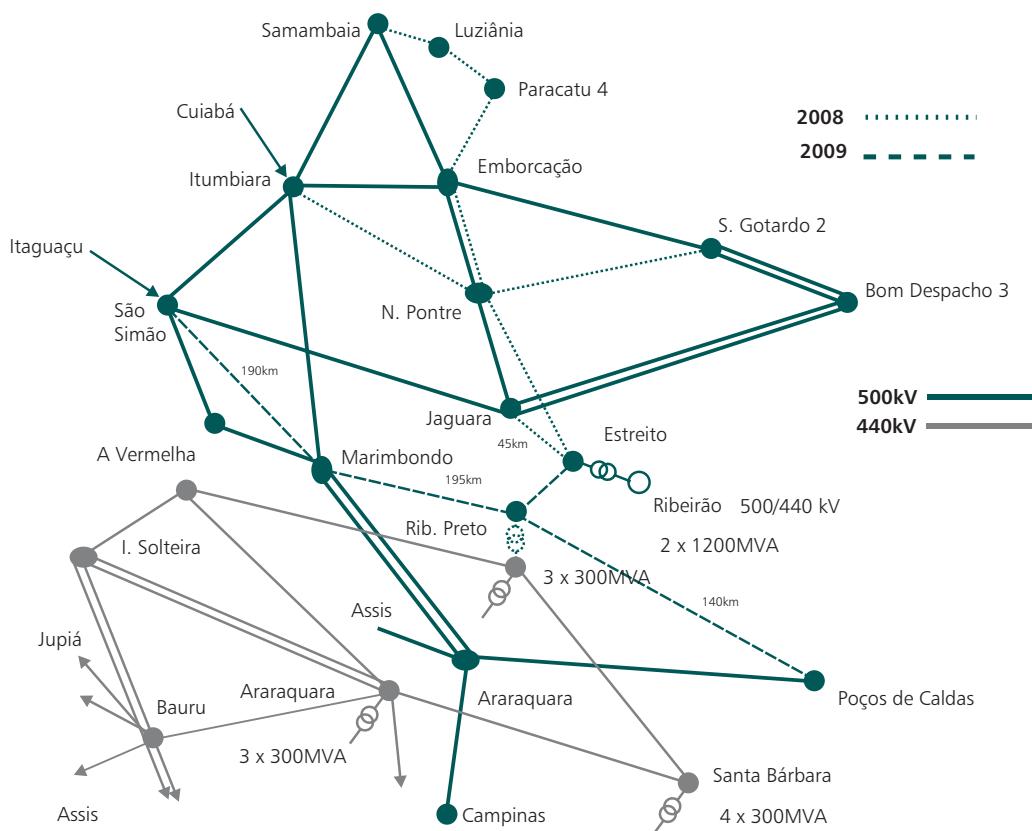 Samambaia
Luziânia
Paracatu 4
Cuiabá
2008
2009
Itumbiara
Emborcação
S. Gotardo 2
Itaguaçu
Bom Despacho 3
São
Simão
N. Pontre
190km
500kV
440kV
Jaguara
45km
Estreito
A Vermelha
Marimbondo
195km
Ribeirão 500/440 kV
Rib. Preto
2 x 1200MVA
I. Solteira
3 x 300MVA
140km
Assis
Jupiá
Araraquara
Araraquara
Poços de Caldas
Bauru
3 x 300MVA
Santa Bárbara
Assis
Campinas
4 x 300MVA